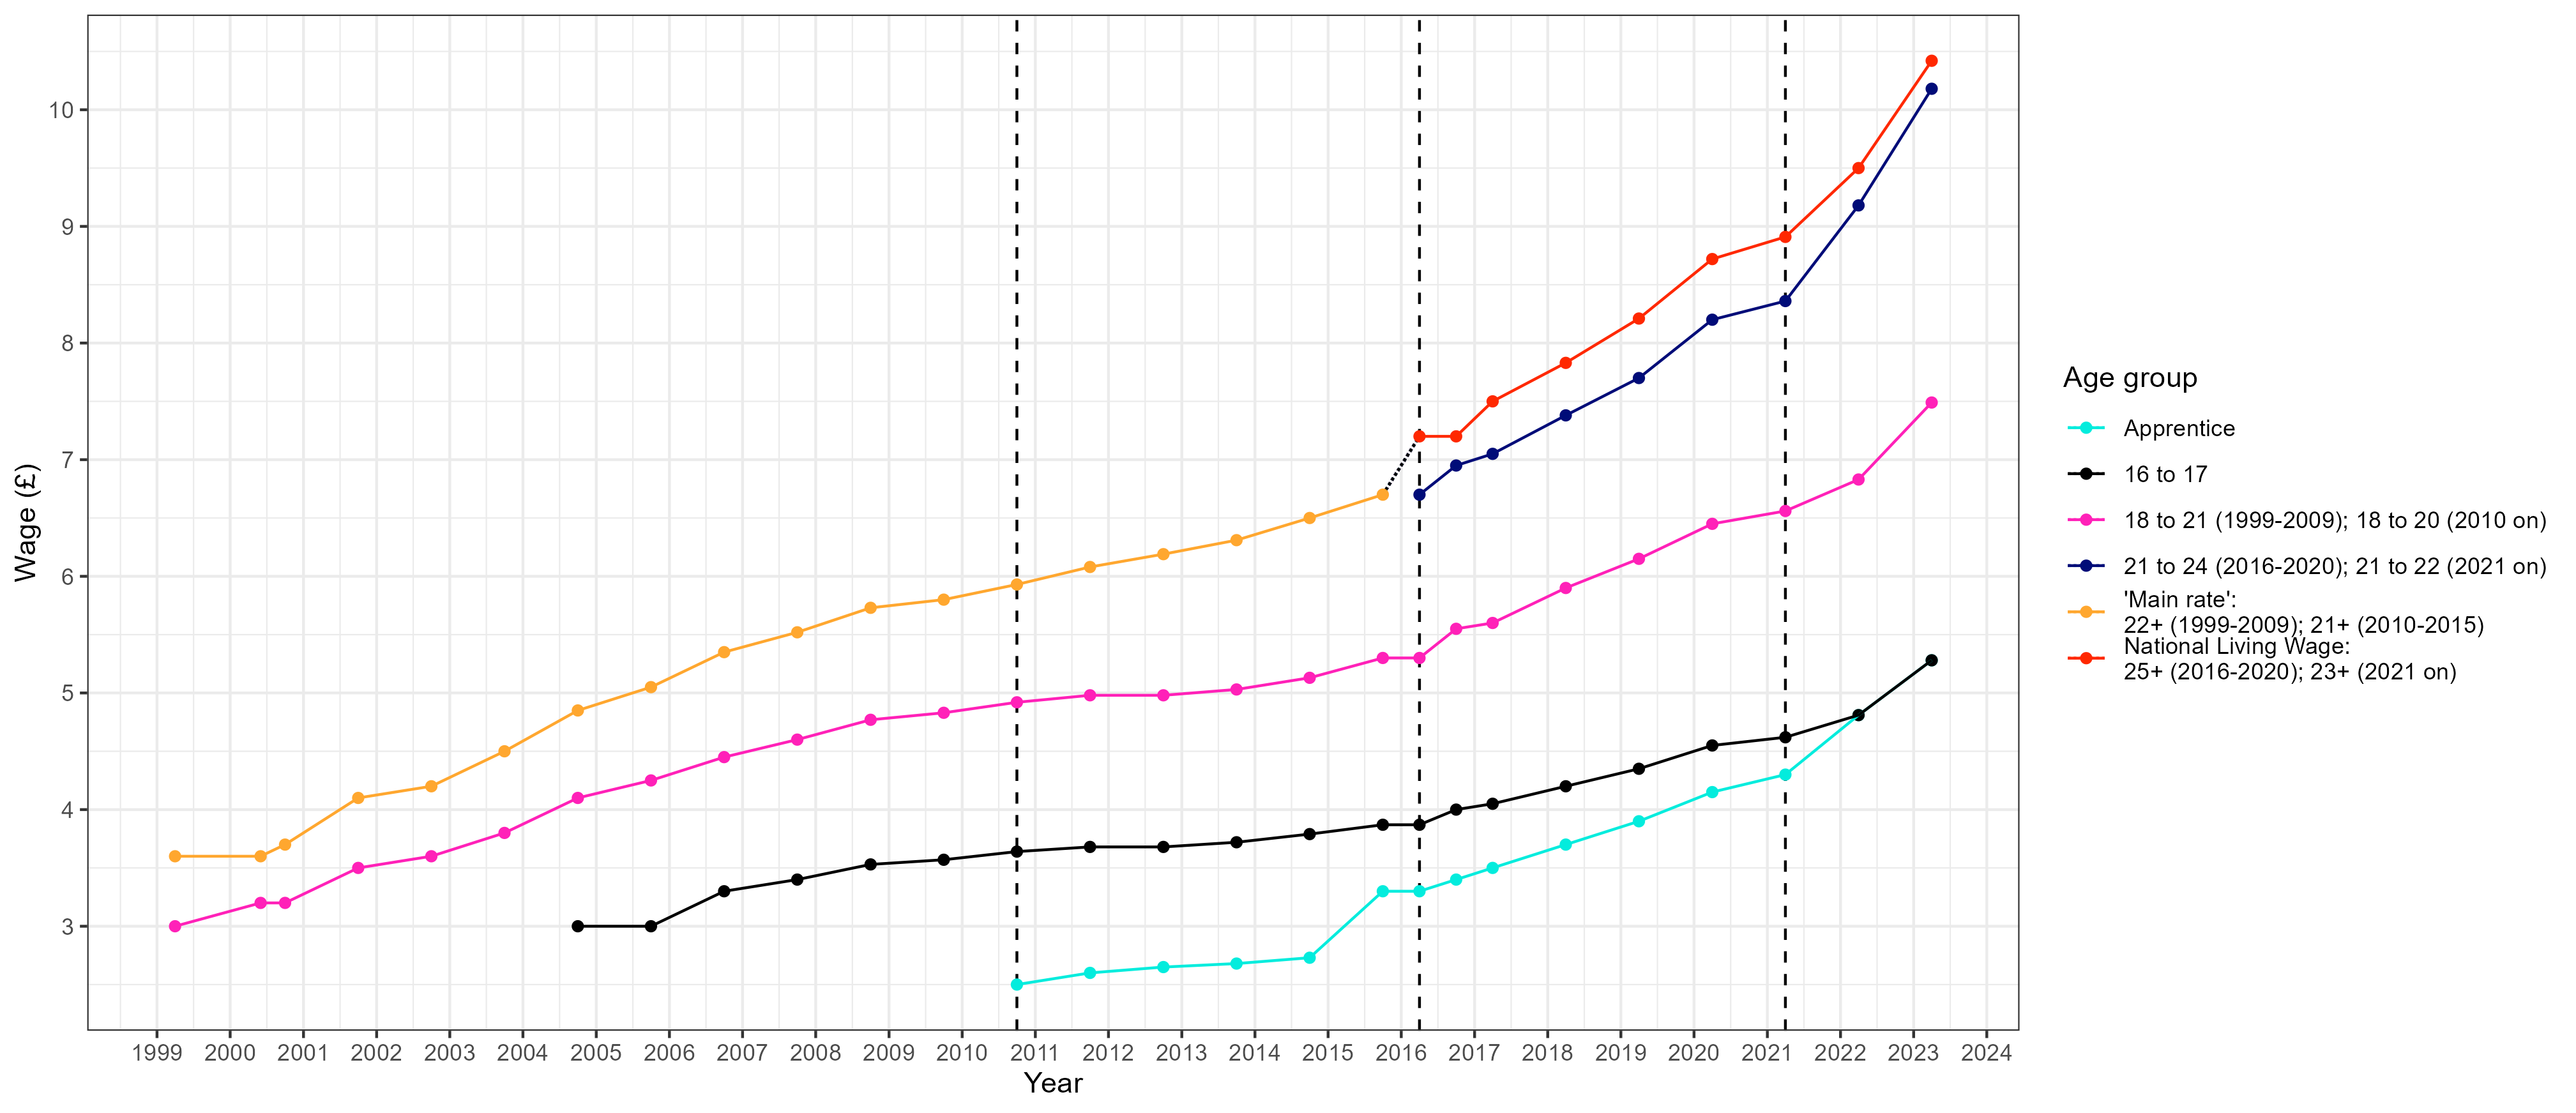 10
9
8
7
6
5
4
3
Wage (£)
1999 2000 2001 2002 2003 2004 2005 2006 2007 2008 2009 2010 2011 2012 2013 2014 2015 2016 2017 2018 2019 2020 2021 2022 2023 2024
Year
Age group
Apprentice
16 to 17
18 to 21 (1999-2009); 18 to 20 (2010 on)
21 to 24 (2016-2020); 21 to 22 (2021 on)
'Main rate':
22+ (1999-2009); 21+ (2010-2015)
National Living Wage:
25+ (2016-2020); 23+ (2021 on)